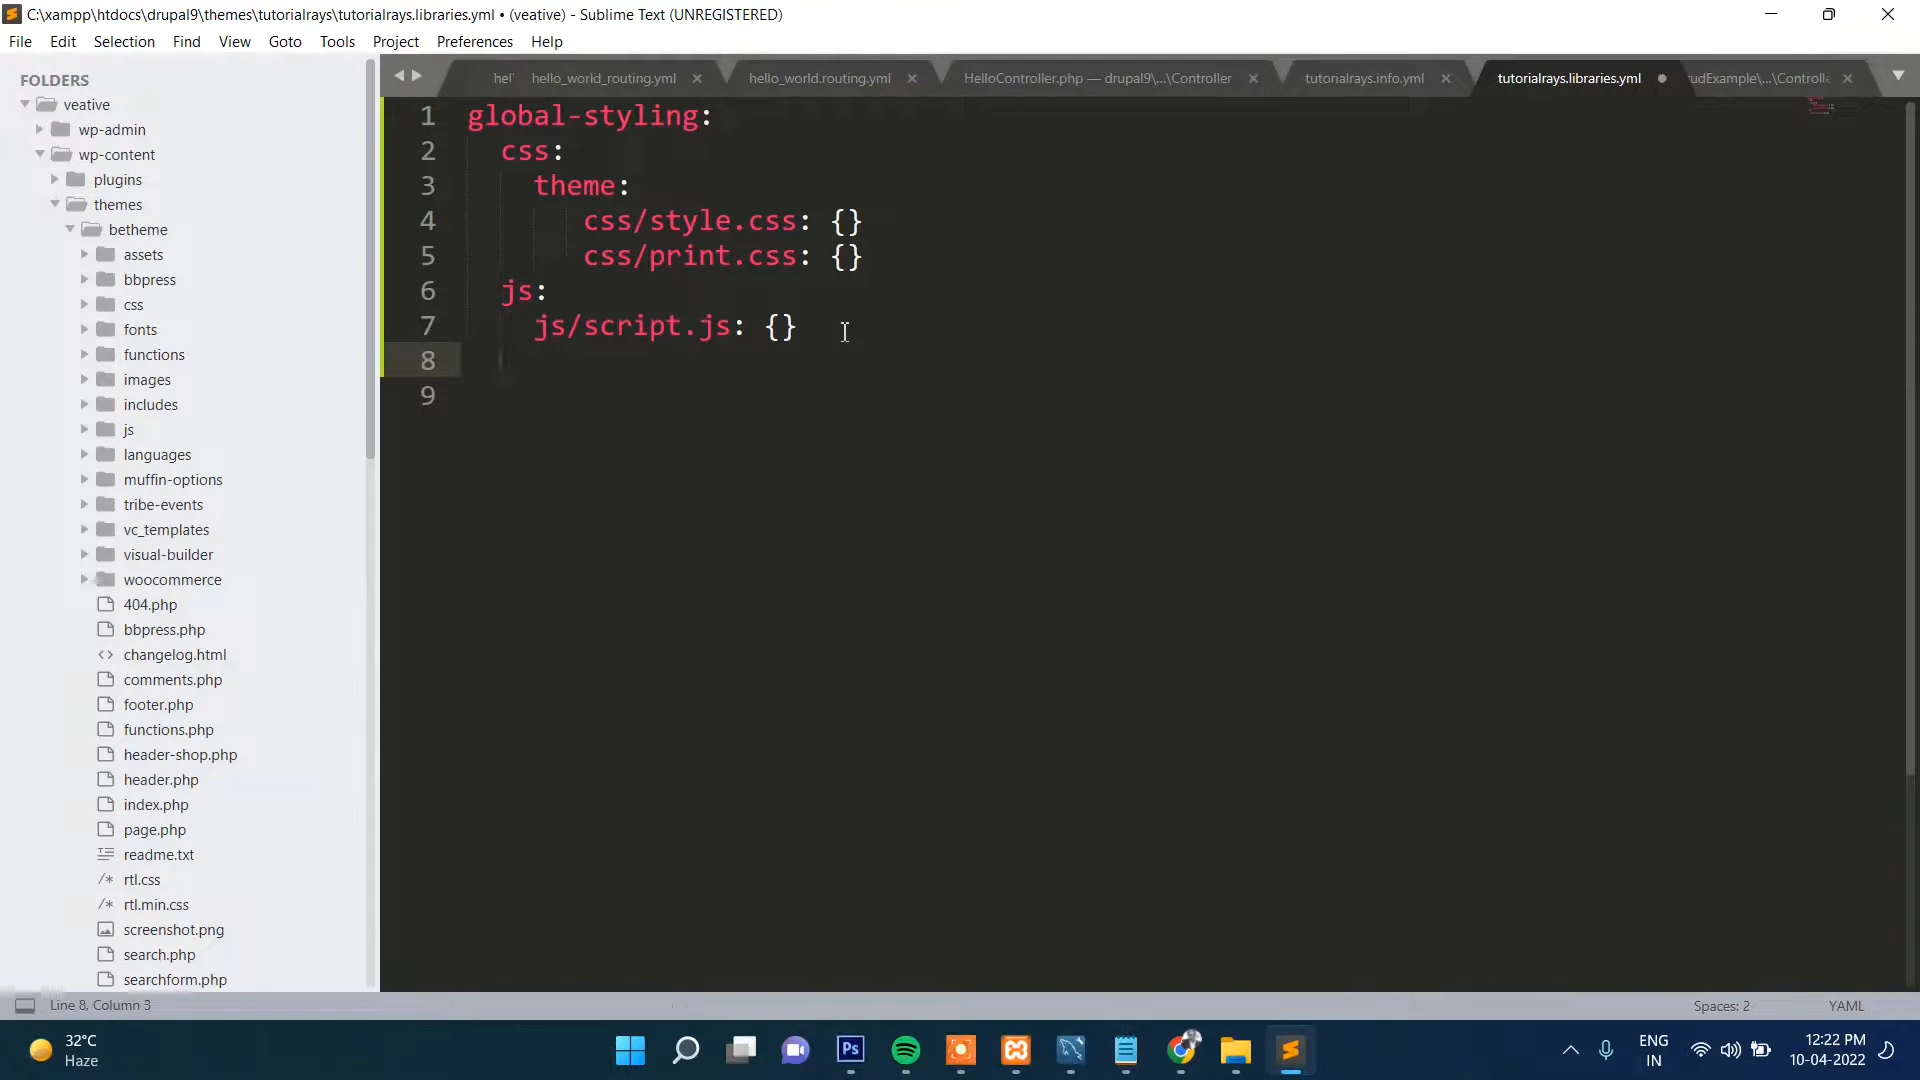 C:\xampp\htdocs\drupal9\themes\tutorialrays\tutorialrays.libraries.yml • (veative) - Sublime Text (UNREGISTERED)
File Edit Selection Find View Goto Tools Project Preferences Help
FOLDERS
veative
wp-admin
wp-content
plugins
themes
betheme
assets
bbpress
css
fonts
functions
images
includes
js
languages
muffin-options
tribe-events
vc_templates
visual-builder
woocommerce
404.php
bbpress.php
changelog.html
comments.php
footer.php
functions.php
header-shop.php
header.php
index.php
page.php
readme.txt
rtl.css
rtl.min.css
screenshot.png
search.php
searchform.php
hel hello_world_routing.yml hello_world.routing.yml HelloController.php — drupal9\...\Controller tutorialrays.info.yml tutorialrays.libraries.yml udExample\...\Controlle
1 global-styling:
2 css:
3 theme:
4 css/style.css: {}
5 css/print.css: {}
6 js:
7 js/script.js: {}
8
9
Line 8, Column 3 Spaces: 2 YAML
32°C
Haze
Ps
ENG
IN
12:22 PM
10-04-2022